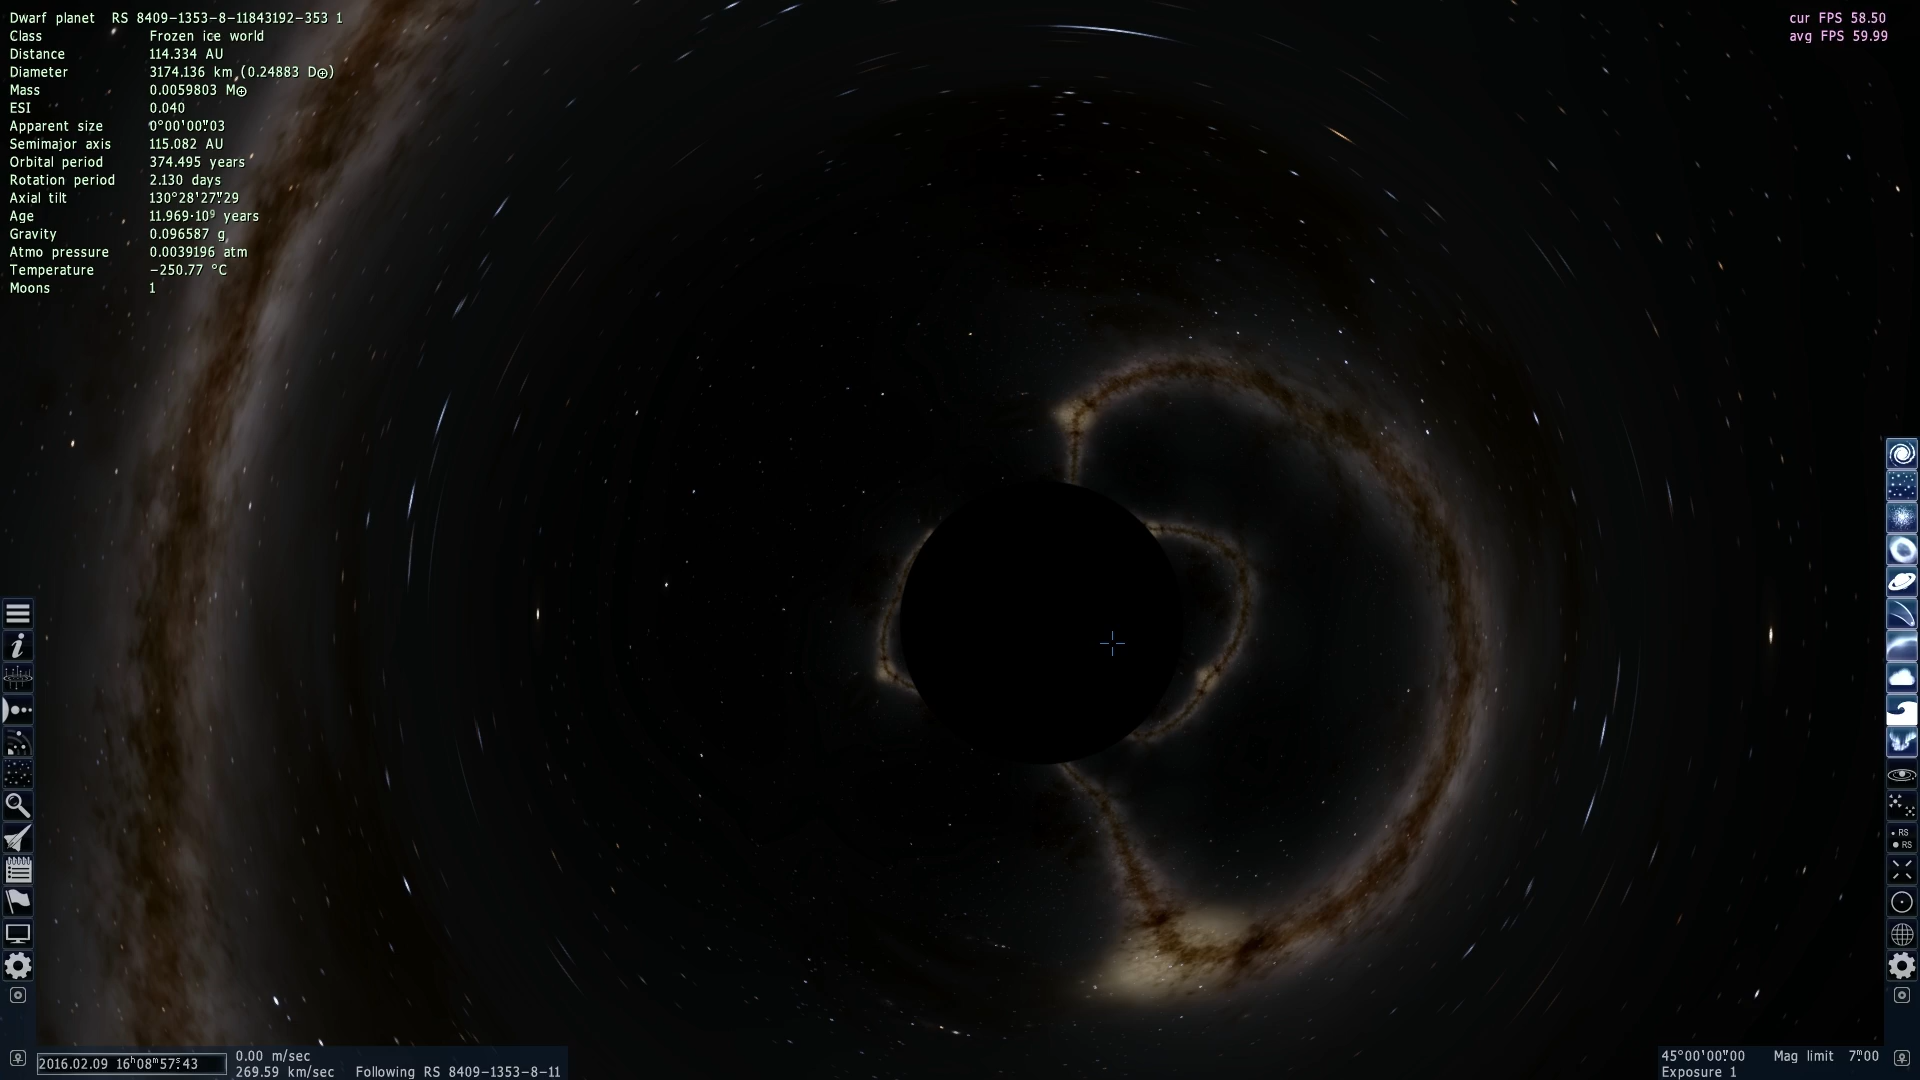 Dwarf planet RS 8409-1353-8-11843192-353 1
Class Frozen ice world
Distance 114.334 AU
Diameter 3174.136 km (0.24883 D⊕)
Mass 0.0059803 M⊕
ESI 0.040
Apparent size 0°00'00."03
Semimajor axis 115.082 AU
Orbital period 374.495 years
Rotation period 2.130 days
Axial tilt 130°28'27."29
Age 11.969·10⁹ years
Gravity 0.096587 g
Atmo pressure 0.0039196 atm
Temperature -250.77 °C
Moons 1
cur FPS 58.50
avg FPS 59.99
RS
RS
2016.02.09 16h08m57.s43
0.00 m/sec
269.59 km/sec Following RS 8409-1353-8-11
45°00'00."00 Mag limit 7.m00
Exposure 1